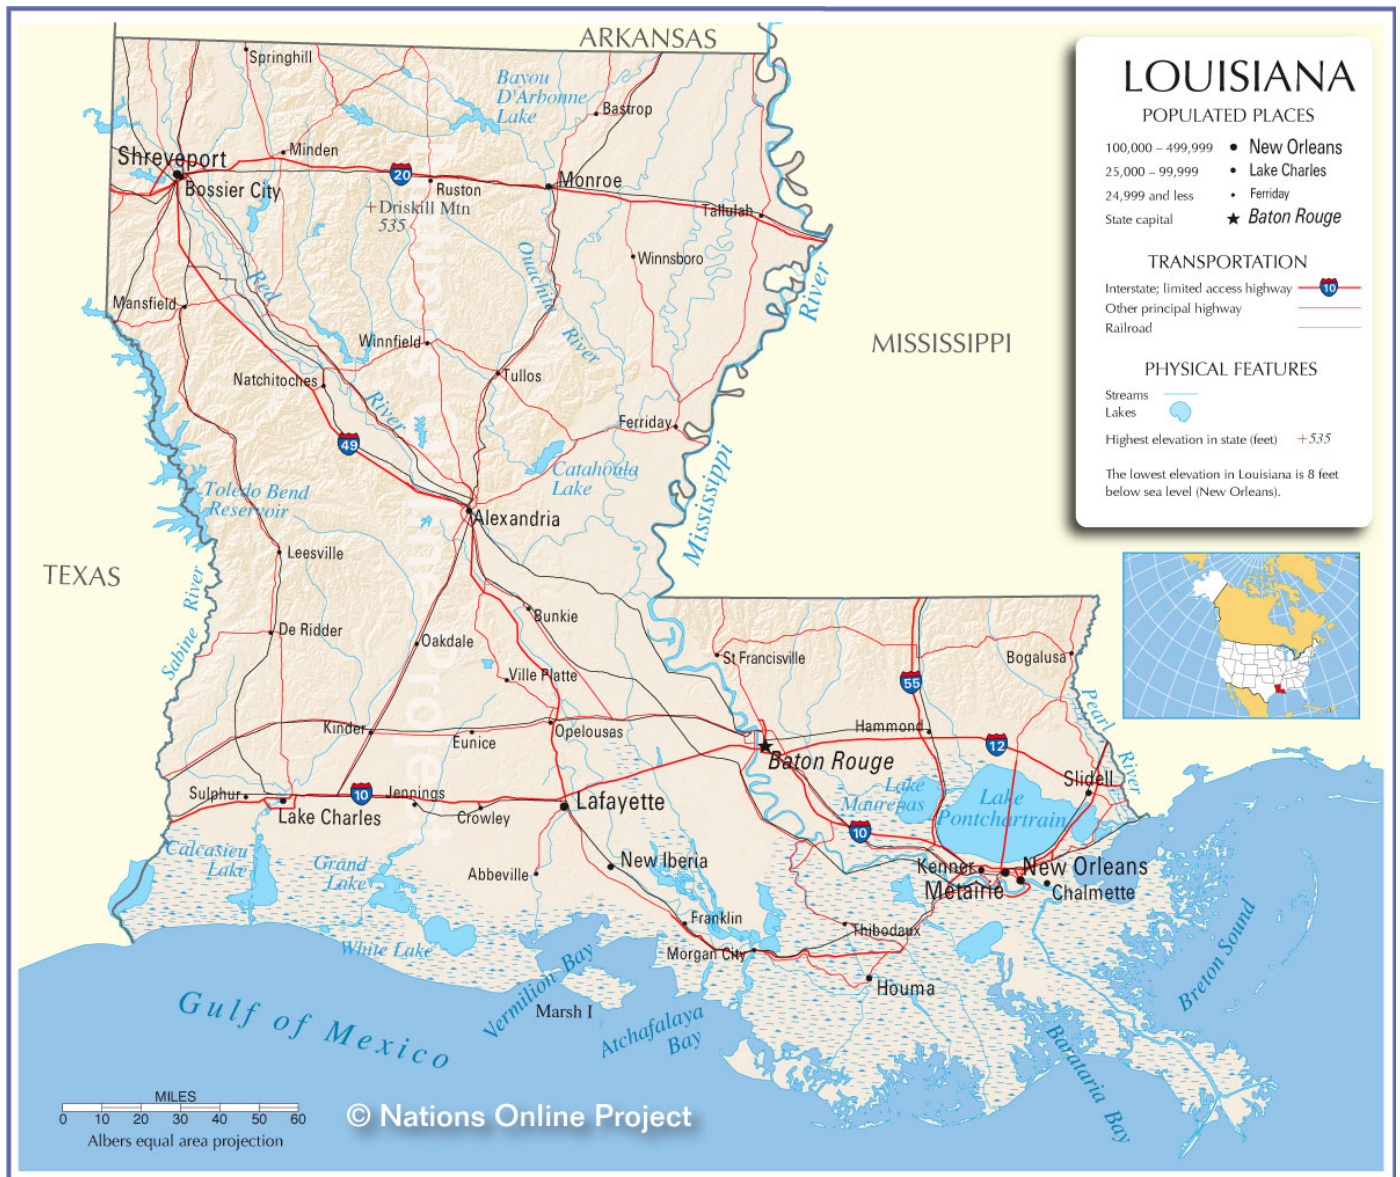 ARKANSAS
Springhill
Bayou
D'Arbonne
Lake
Bastrop
Minden
Shreveport
Bossier City
20
Ruston
Monroe
Driskill Mtn
535
Tallulah
Ouachita
River
Winnsboro
Red
River
Mansfield
Winnfield
Natchitoches
Tullos
Ferriday
49
Catahoula
Lake
Mississippi
River
MISSISSIPPI
Toledo Bend
Reservoir
Alexandria
TEXAS
Leesville
Sabine River
De Ridder
Oakdale
Bunkie
Ville Platte
St Francisville
55
Bogalusa
Pearl
River
Kinder
Eunice
Opelousas
Hammond
12
Baton Rouge
Slidell
Sulphur
10
Jennings
Lake Charles
Crowley
Lafayette
Lake
Maurepas
Lake
Pontchartrain
10
Calcasieu
Lake
Grand
Lake
Abbeville
New Iberia
Kenner
New Orleans
Metairie
Chalmette
White Lake
Franklin
Thibodaux
Morgan City
Houma
Vermilion Bay
Marsh I
Atchafalaya
Bay
Barataria Bay
Breton Sound
Gulf of Mexico
MILES
0 10 20 30 40 50 60
Albers equal area projection
© Nations Online Project
© Nations Online Project
LOUISIANA
POPULATED PLACES
100,000 – 499,999 New Orleans
25,000 – 99,999 Lake Charles
24,999 and less Ferriday
State capital Baton Rouge
TRANSPORTATION
Interstate; limited access highway 10
Other principal highway
Railroad
PHYSICAL FEATURES
Streams
Lakes
Highest elevation in state (feet) +535
The lowest elevation in Louisiana is 8 feet
below sea level (New Orleans).